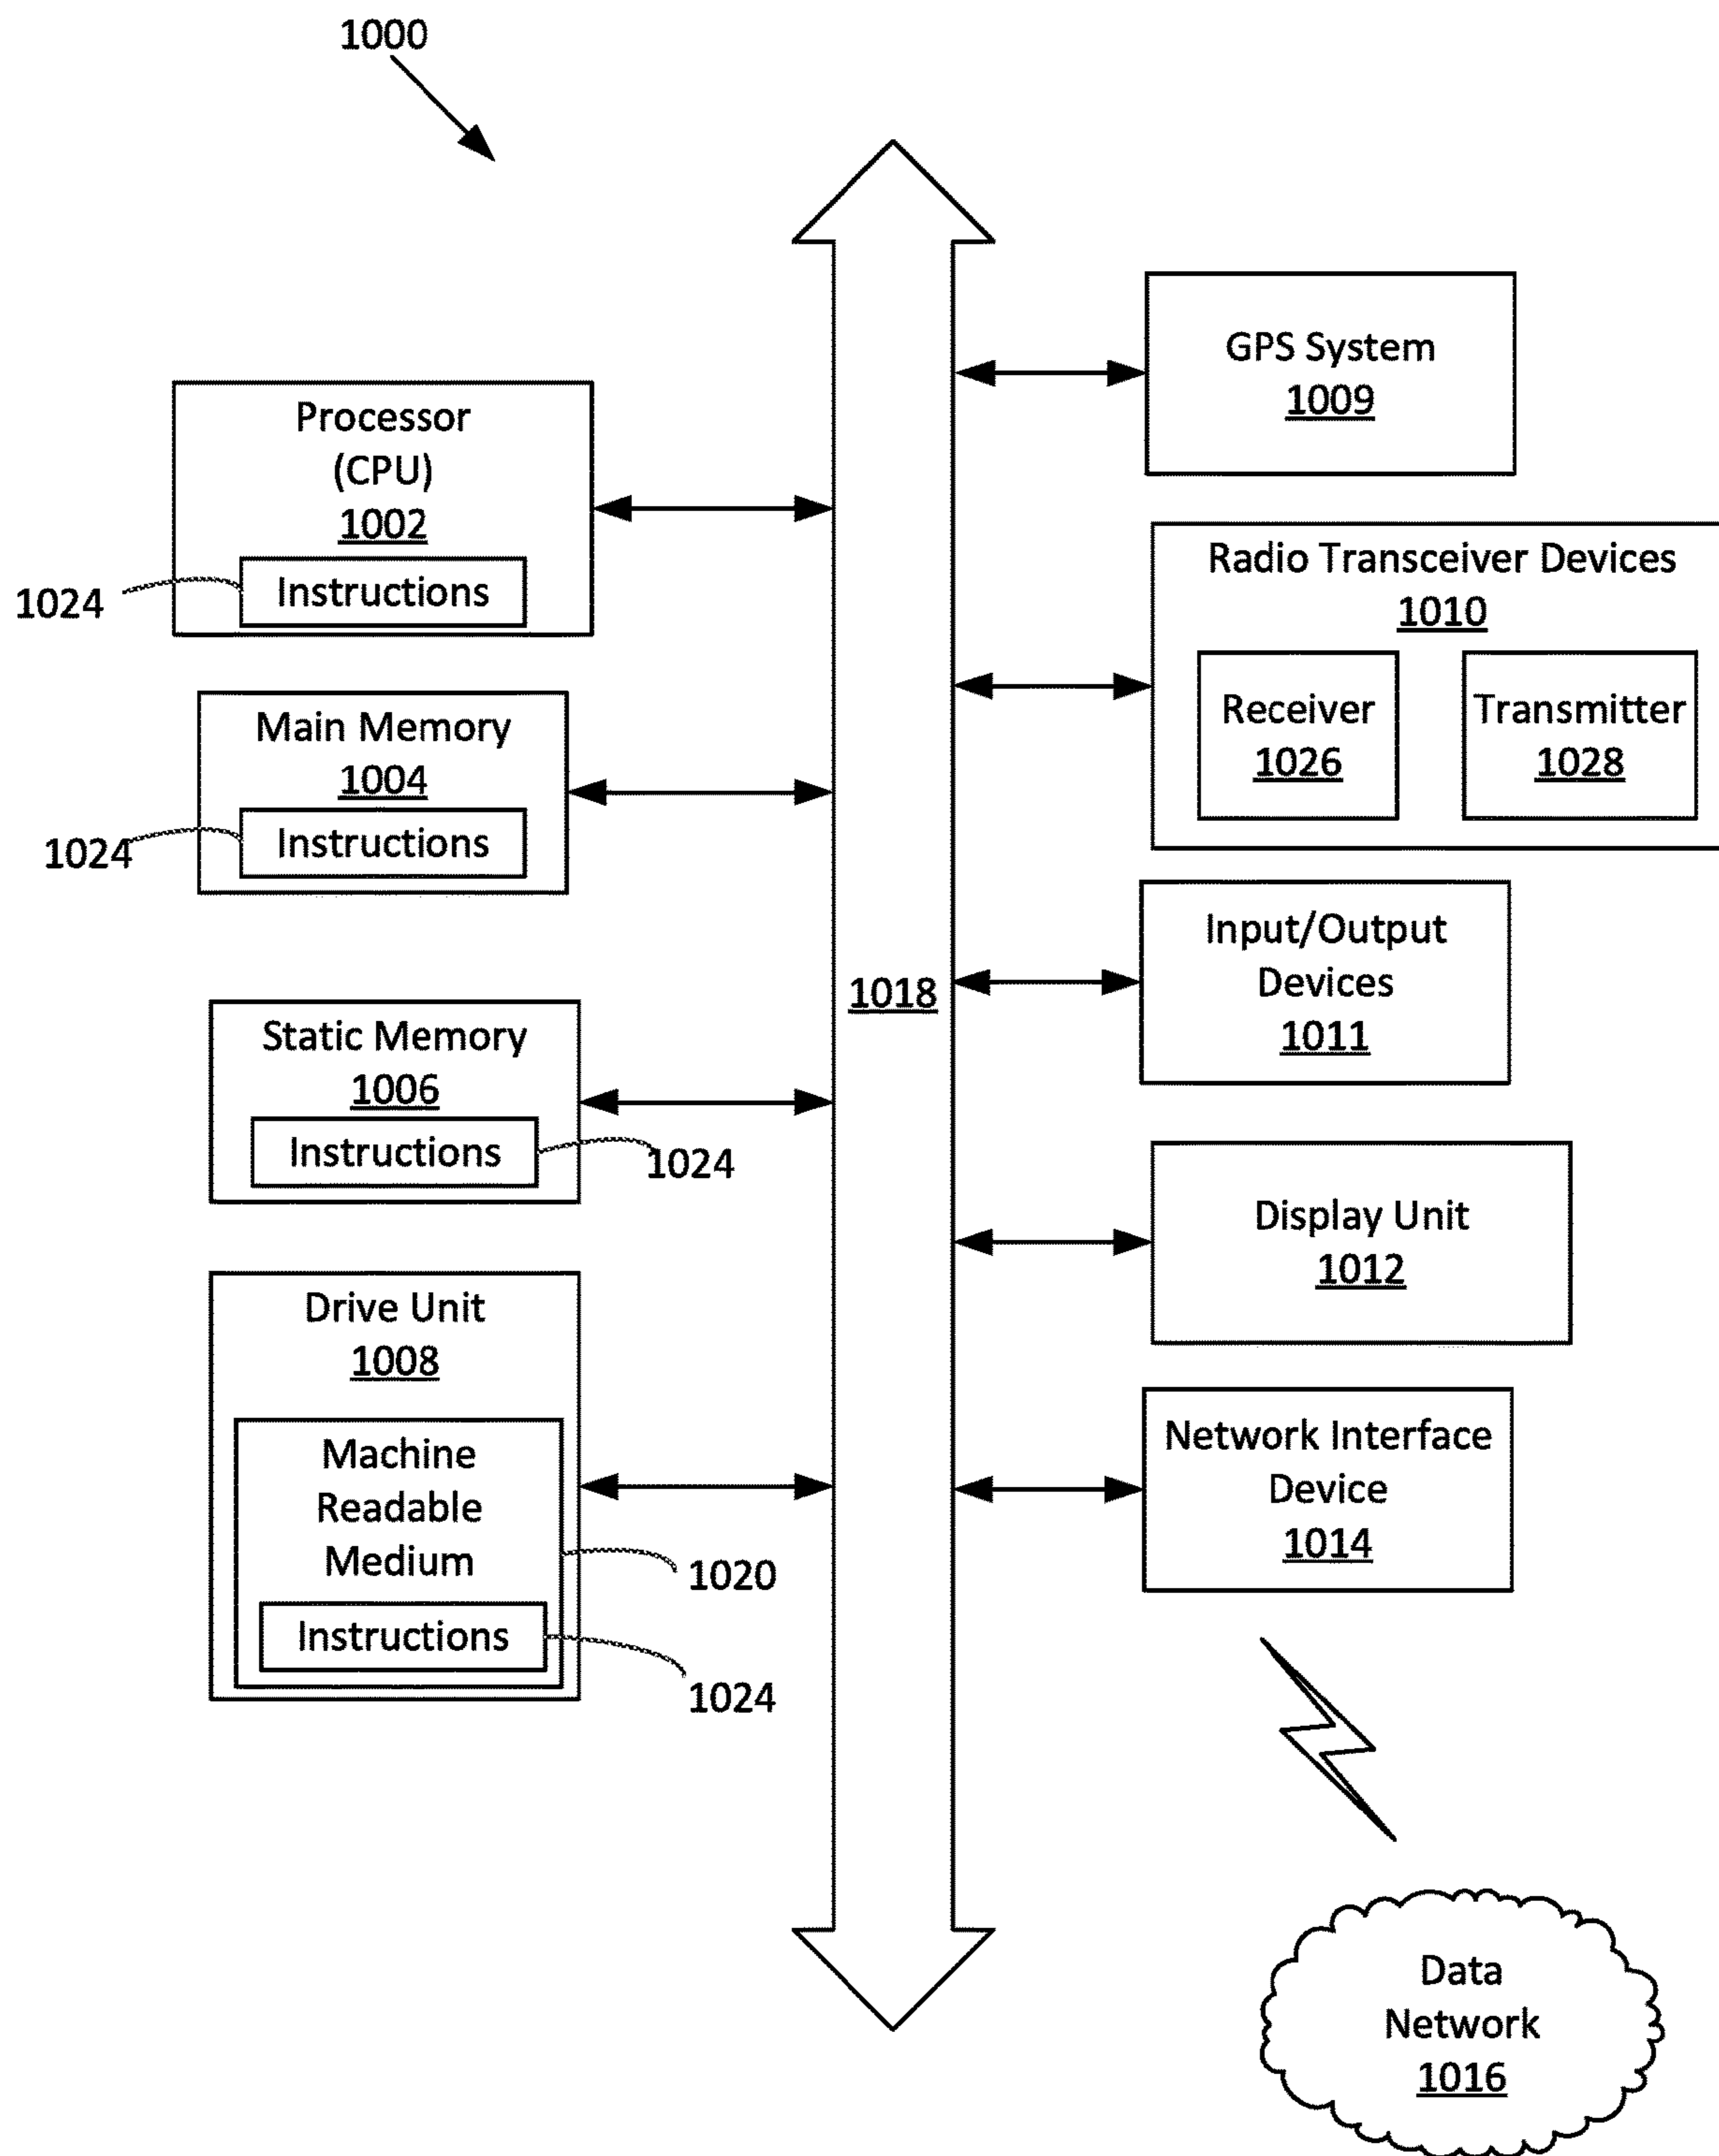 1000
Processor
(CPU)
1002
Instructions
1024
Main Memory
1004
Instructions
1024
Static Memory
1006
Instructions
1024
Drive Unit
1008
Machine
Readable
Medium
1020
Instructions
1024
1018
GPS System
1009
Radio Transceiver Devices
1010
Receiver
1026
Transmitter
1028
Input/Output
Devices
1011
Display Unit
1012
Network Interface
Device
1014
Data
Network
1016